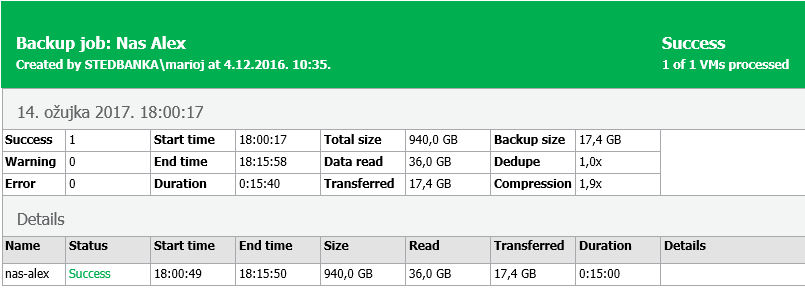 Backup job: Nas Alex Success
Created by STEDBANKA\marioj at 4.12.2016. 10:35. 1 of 1 VMs processed
14. ožujka 2017. 18:00:17
Success 1 Start time 18:00:17 Total size 940,0 GB Backup size 17,4 GB
Warning 0 End time 18:15:58 Data read 36,0 GB Dedupe 1,0x
Error 0 Duration 0:15:40 Transferred 17,4 GB Compression 1,9x
Details
Name Status Start time End time Size Read Transferred Duration Details
nas-alex Success 18:00:49 18:15:50 940,0 GB 36,0 GB 17,4 GB 0:15:00